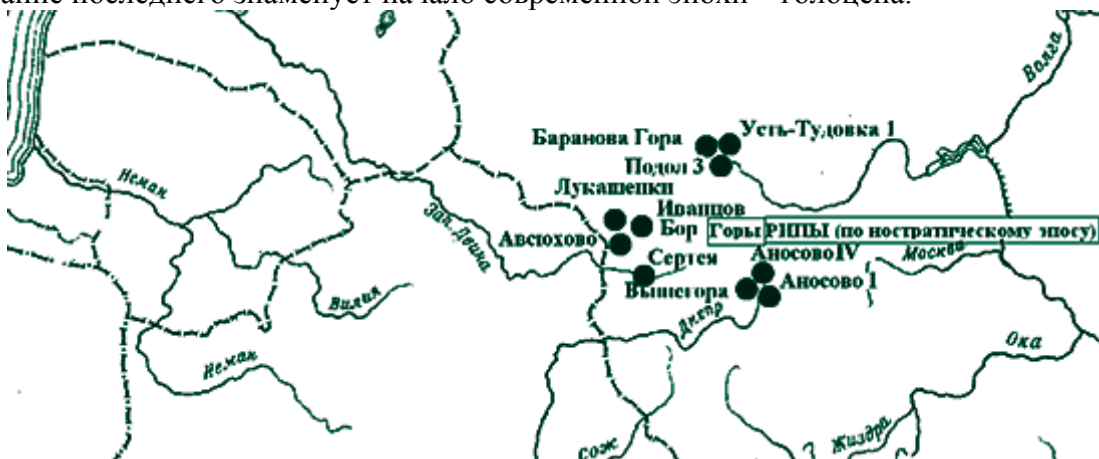 ание последнего знаменует начало современной эпохи – голоцена.
Волга
Баранова Гора
Усть-Тудовка 1
Подол 3
Неман
Лукашенки
Зап. Двина
Иванцов
Бор
Горы РИПЫ (по ностратическому эпосу)
Авсюхово
Сертея
Аносово IV
Москва
Вышегора
Аносово 1
Вилия
Днепр
Ока
Неман
Сож
Жиздра